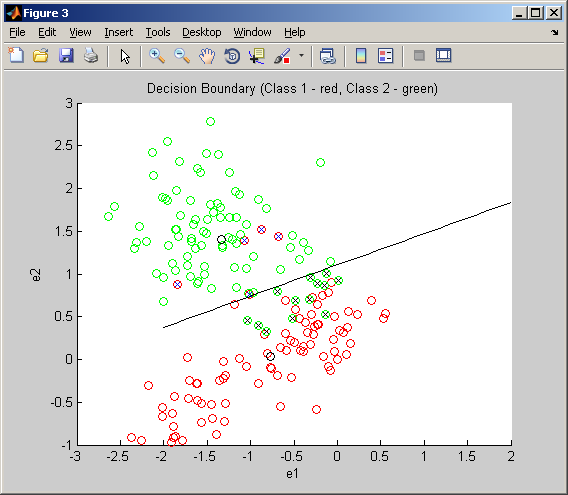 Figure 3
File Edit View Insert Tools Desktop Window Help
Decision Boundary (Class 1 - red, Class 2 - green)
3
2.5
2
1.5
1
0.5
0
-0.5
-1
e2
-3 -2.5 -2 -1.5 -1 -0.5 0 0.5 1 1.5 2
e1